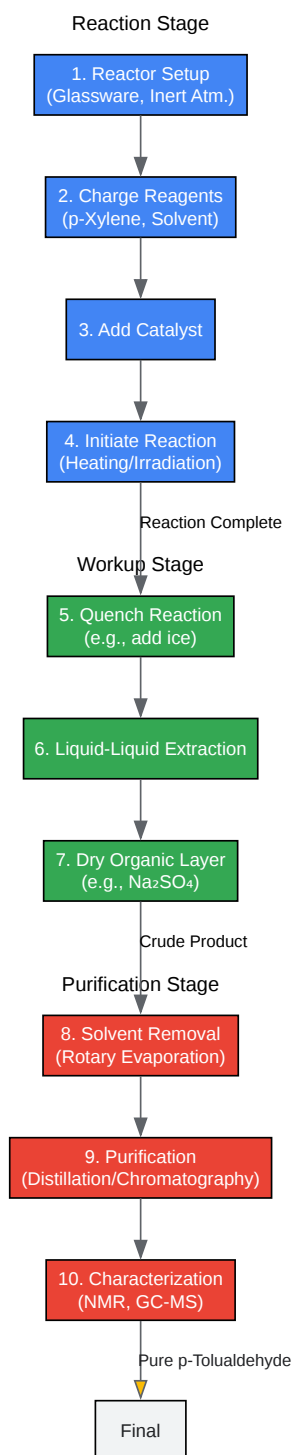 Reaction Stage
1. Reactor Setup
(Glassware, Inert Atm.)
2. Charge Reagents
(p-Xylene, Solvent)
3. Add Catalyst
4. Initiate Reaction
(Heating/Irradiation)
Reaction Complete
Workup Stage
5. Quench Reaction
(e.g., add ice)
6. Liquid-Liquid Extraction
7. Dry Organic Layer
(e.g., Na₂SO₄)
Crude Product
Purification Stage
8. Solvent Removal
(Rotary Evaporation)
9. Purification
(Distillation/Chromatography)
10. Characterization
(NMR, GC-MS)
Pure p-Tolualdehyde
Final